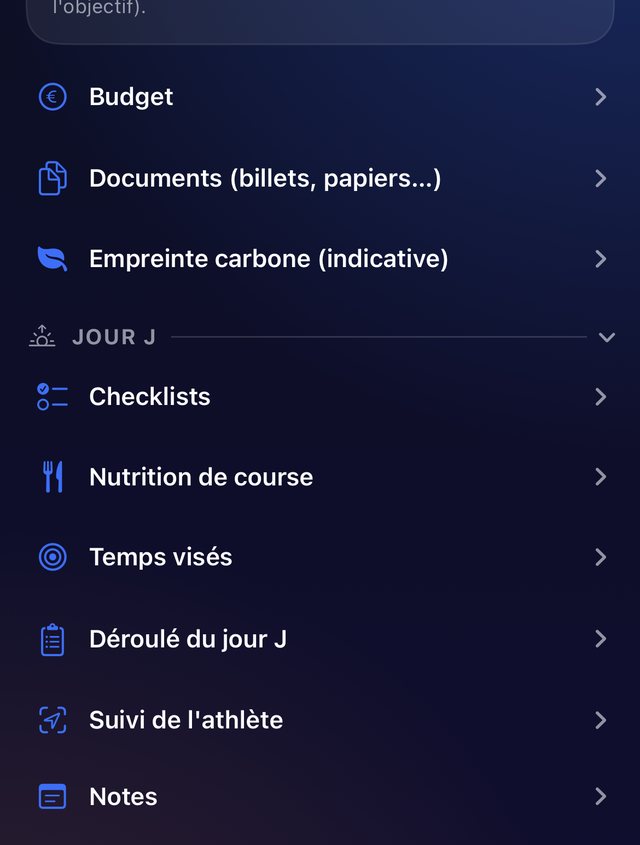 l'objectif).
Budget
Documents (billets, papiers...)
Empreinte carbone (indicative)
JOUR J
Checklists
Nutrition de course
Temps visés
Déroulé du jour J
Suivi de l'athlète
Notes